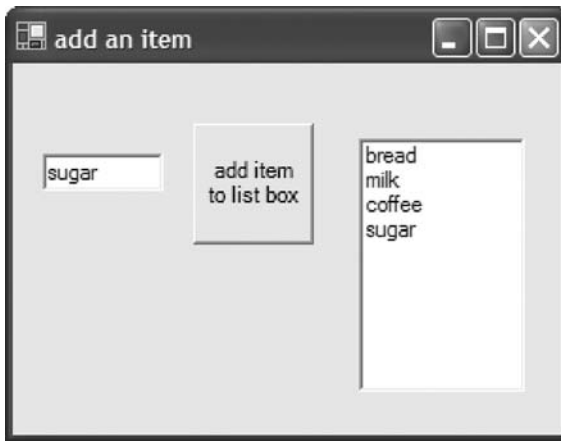 add an item
sugar
add item
to list box
bread
milk
coffee
sugar